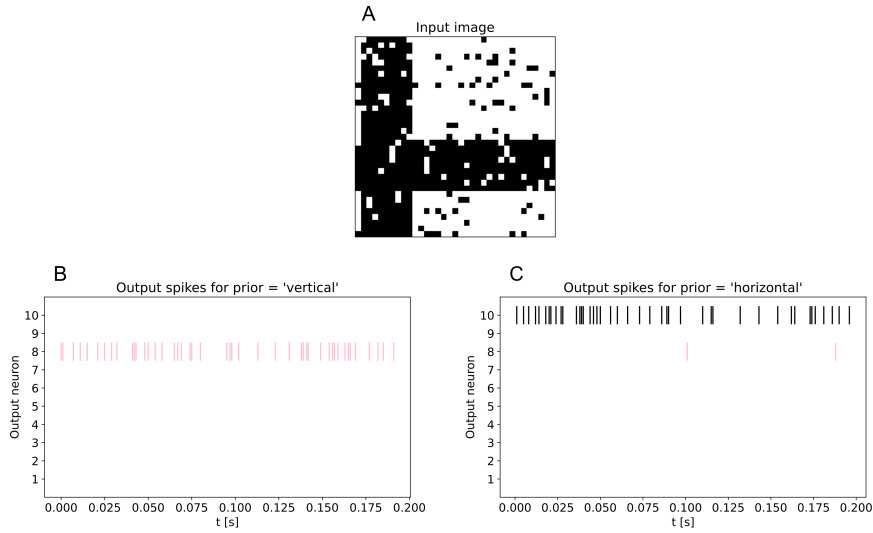 A
Input image
B
Output spikes for prior = 'vertical'
Output neuron
10
9
8
7
6
5
4
3
2
1
0.000 0.025 0.050 0.075 0.100 0.125 0.150 0.175 0.200
t [s]
C
Output spikes for prior = 'horizontal'
Output neuron
10
9
8
7
6
5
4
3
2
1
0.000 0.025 0.050 0.075 0.100 0.125 0.150 0.175 0.200
t [s]